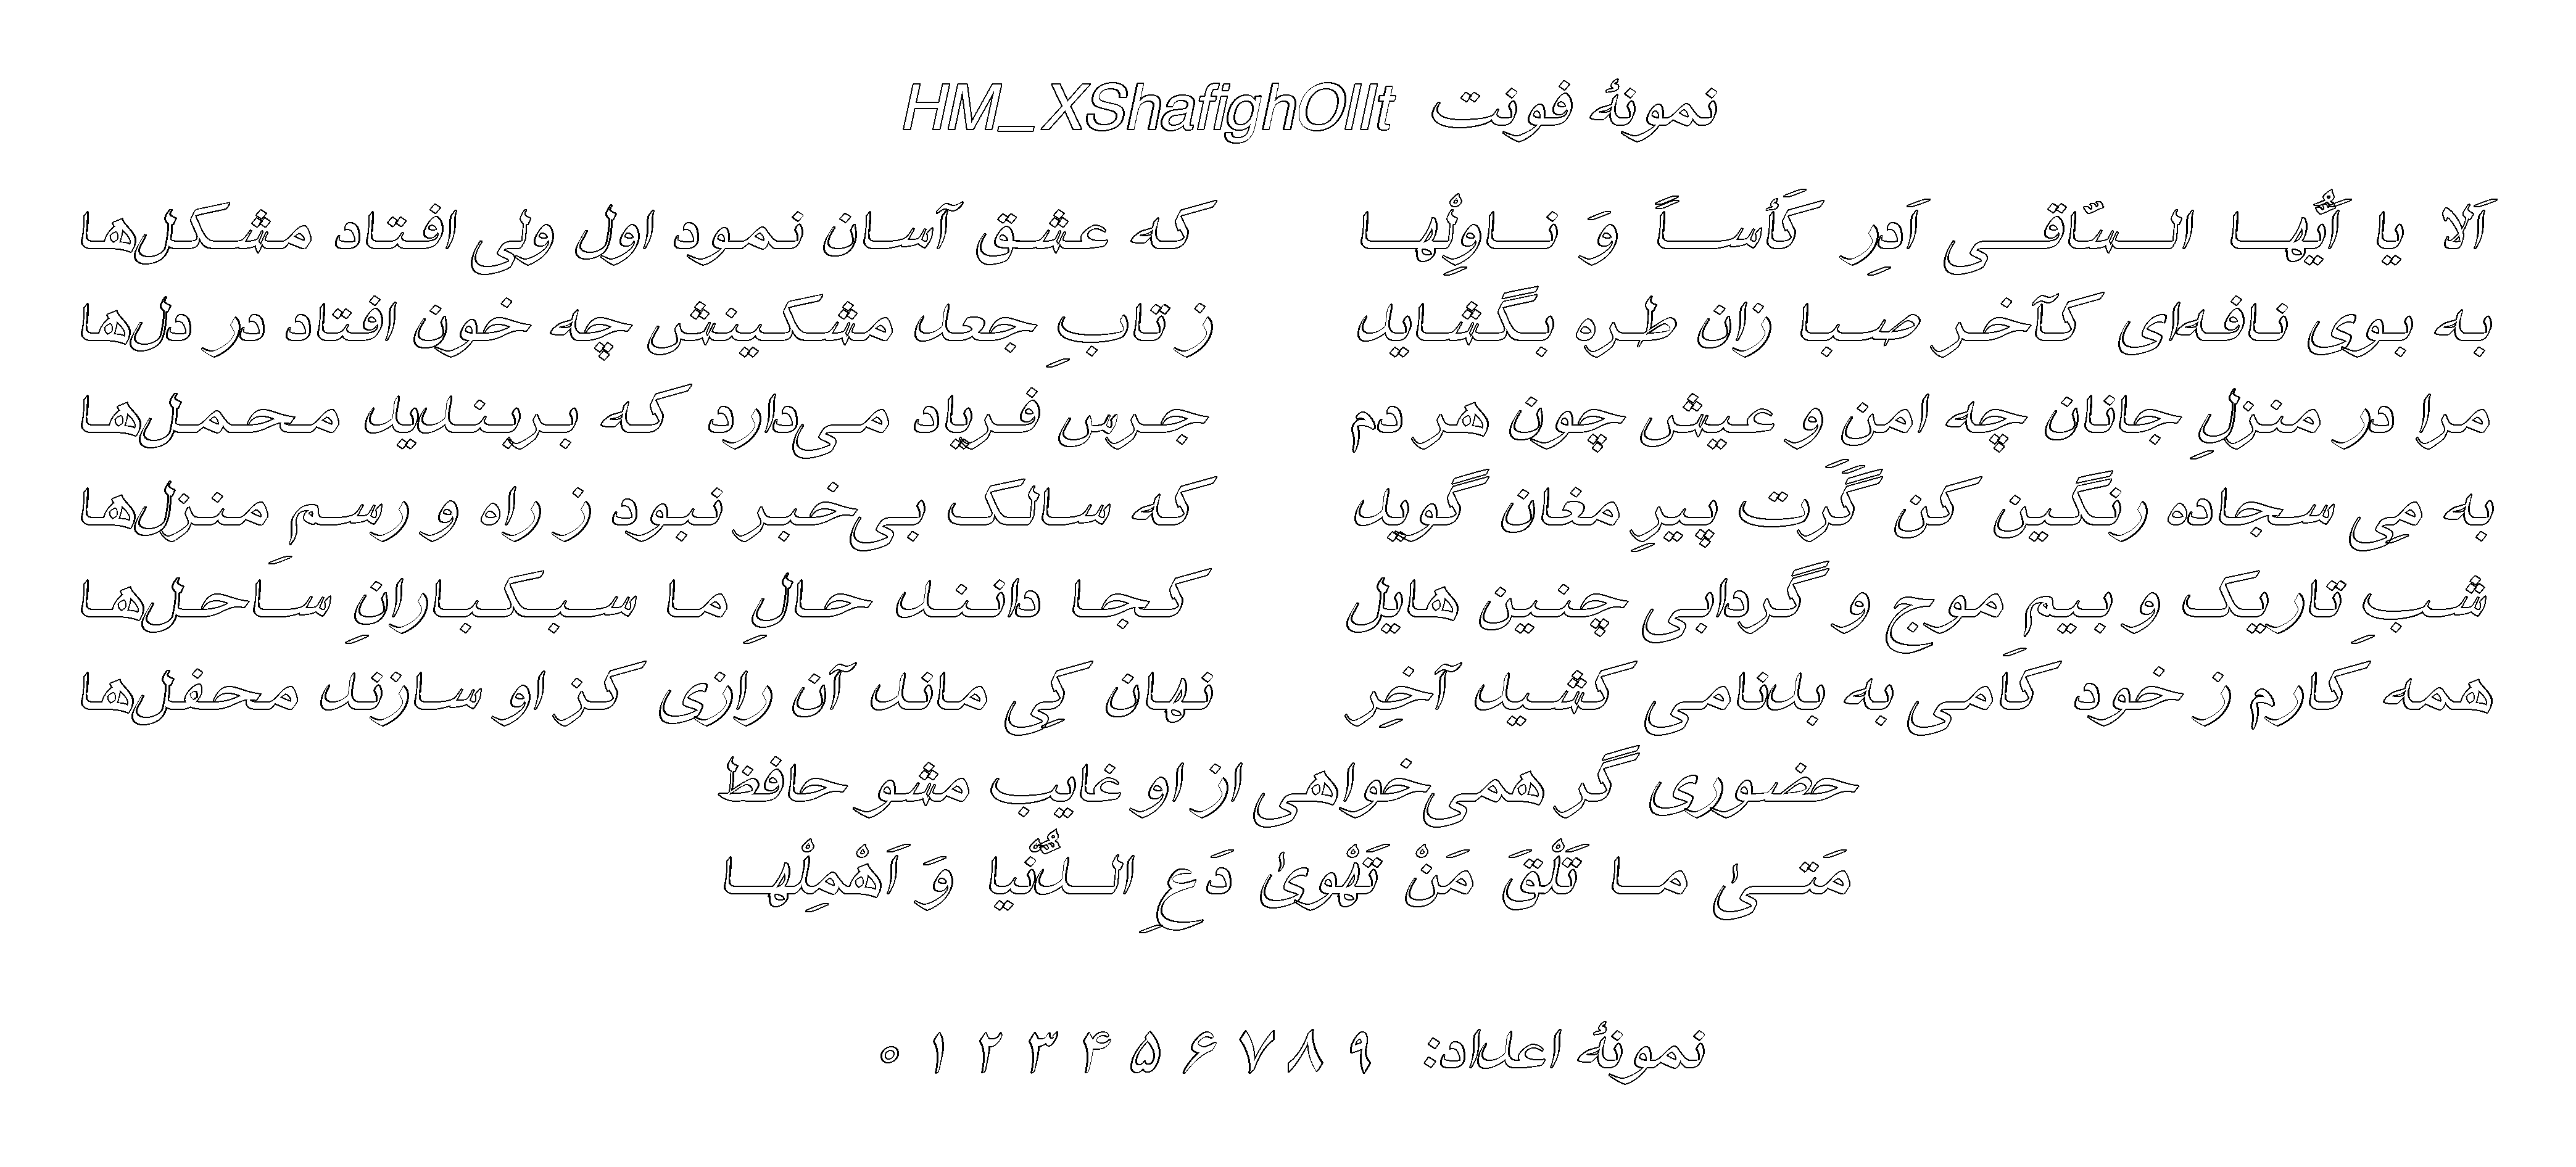 نمونهٔ فونت HM_XShafighOlIt
اَلا یا اَیُّها السّاقی اَدِر کَأساً وَ ناوِلْها که عشق آسان نمود اول ولی افتاد مشکل‌ها
به بوی نافه‌ای کآخر صبا زان طره بگشاید ز تابِ جعد مشکینش چه خون افتاد در دل‌ها
مرا در منزلِ جانان چه امنِ و عیش چون هر دم جرس فریاد می‌دارد که بربندید محمل‌ها
به مِی سجاده رنگین کن گَرت پیرِ مغان گوید که سالک بی‌خبر نبود ز راه و رسمِ منزل‌ها
شبِ تاریک و بیمِ موج و گردابی چنین هایل کجا دانند حالِ ما سبکبارانِ ساحل‌ها
همه کارم ز خود کامی به بدنامی کشید آخِر نهان کِی ماند آن رازی کز او سازند محفل‌ها
حضوری گر همی‌خواهی از او غایب مشو حافظ
مَتیٰ ما تَلْقَ مَنْ تَهْویٰ دَعِ الدُّنْیا وَ اَهْمِلْها
نمونهٔ اعداد: ۹ ۸ ۷ ۶ ۵ ۴ ۳ ۲ ۱ ۰